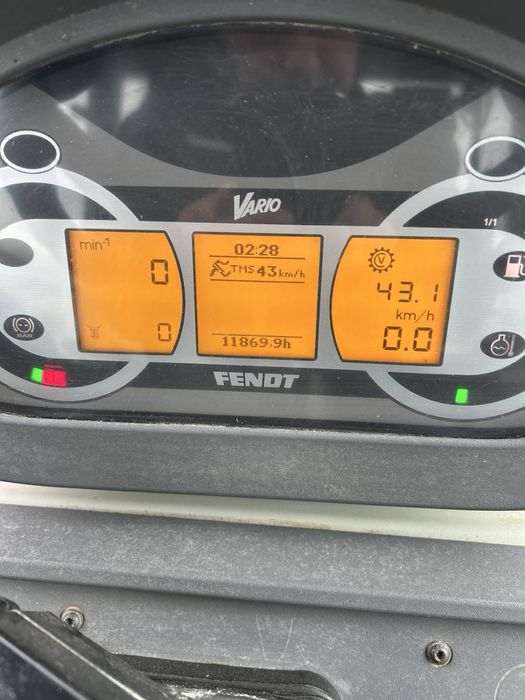 VARIO
1/1
min-1
0
0
02:28
TMS 43 km/h
11869,9h
V
43.1
km/h
0.0
BAR
FENDT